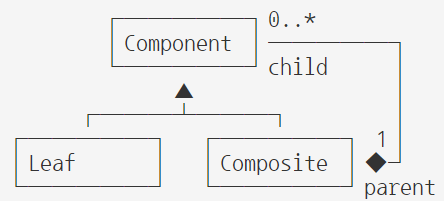 0..*
Component
child
1
Leaf
Composite
parent